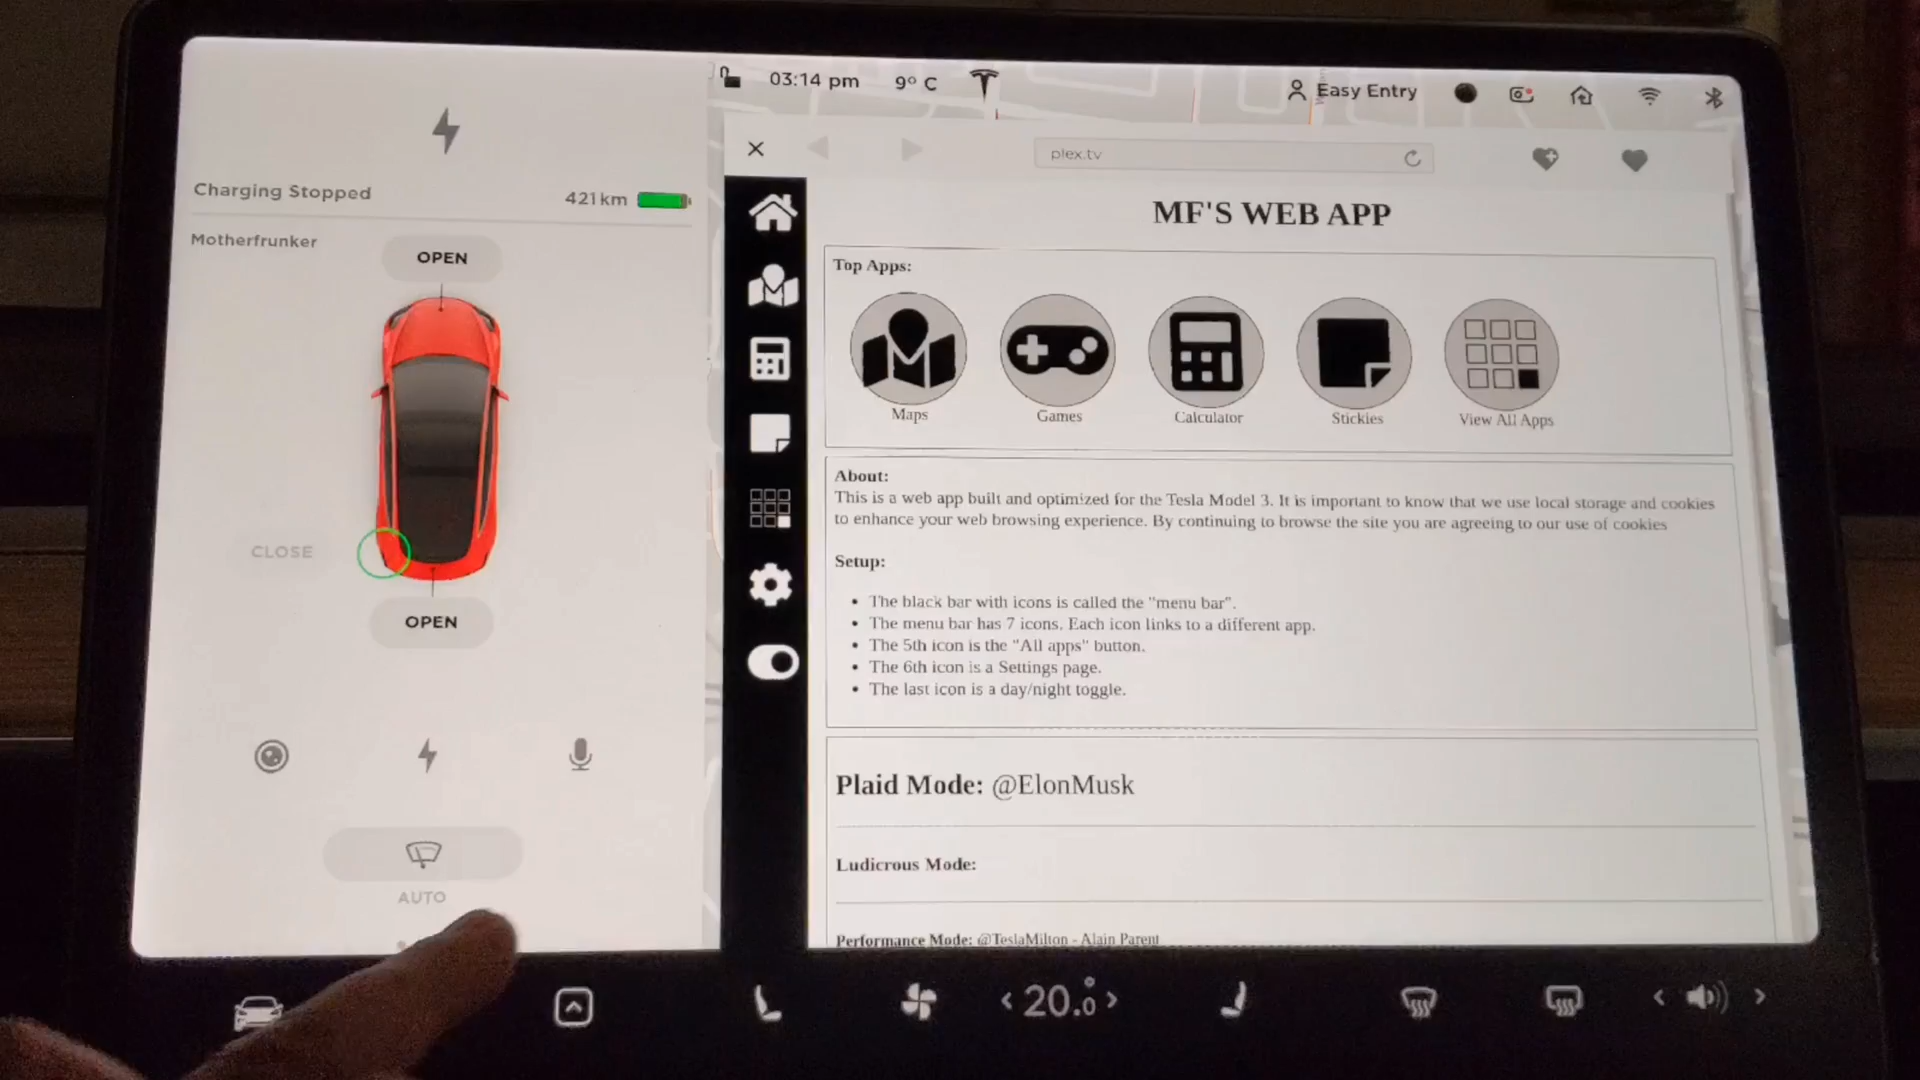 03:14 pm
9° C
Easy Entry
Charging Stopped
421 km
Motherfrunker
OPEN
CLOSE
OPEN
AUTO
plex.tv
MF'S WEB APP
Top Apps:
Maps
Games
Calculator
Stickies
View All Apps
About:
This is a web app built and optimized for the Tesla Model 3. It is important to know that we use local storage and cookies
to enhance your web browsing experience. By continuing to browse the site you are agreeing to our use of cookies
Setup:
• The black bar with icons is called the "menu bar".
• The menu bar has 7 icons. Each icon links to a different app.
• The 5th icon is the "All apps" button.
• The 6th icon is a Settings page.
• The last icon is a day/night toggle.
Plaid Mode: @ElonMusk
Ludicrous Mode:
Performance Mode: @TeslaMilton - Alain Parent
< 20.0° >